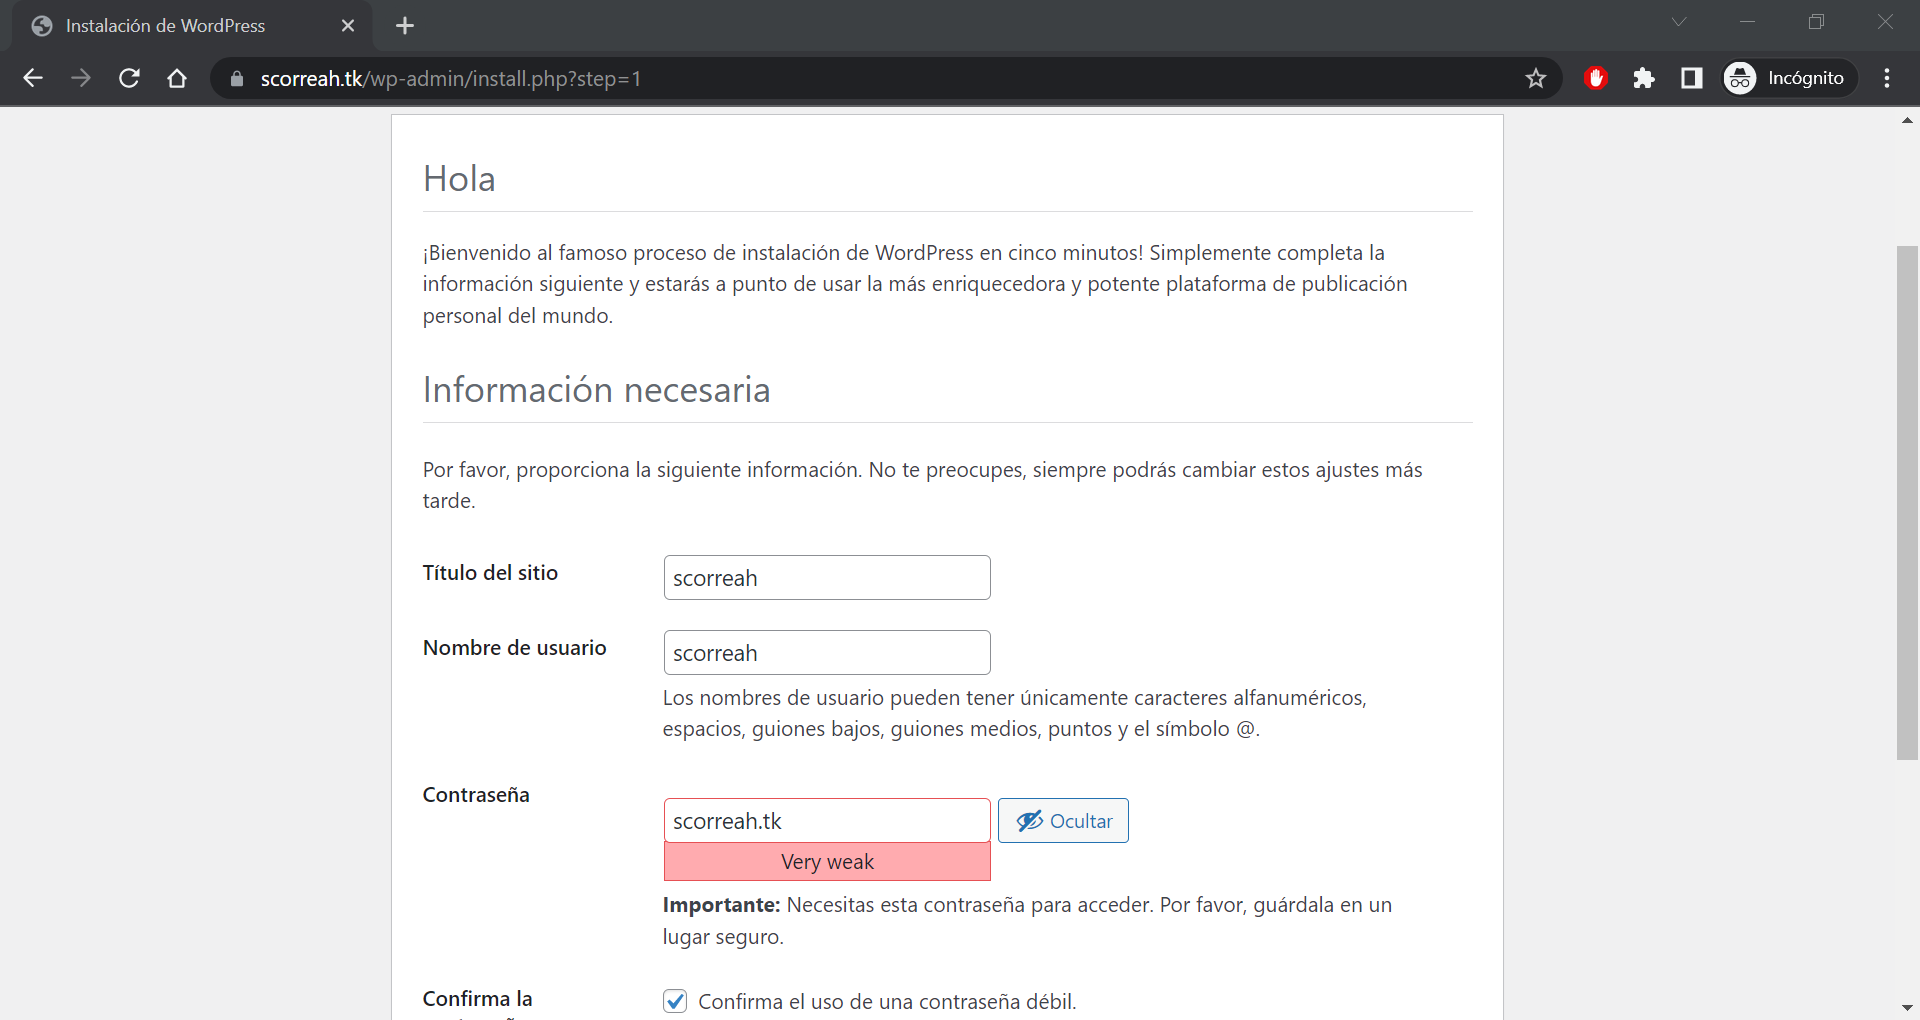 Instalación de WordPress
scorreah.tk/wp-admin/install.php?step=1
Incógnito
Hola
¡Bienvenido al famoso proceso de instalación de WordPress en cinco minutos! Simplemente completa la
información siguiente y estarás a punto de usar la más enriquecedora y potente plataforma de publicación
personal del mundo.
Información necesaria
Por favor, proporciona la siguiente información. No te preocupes, siempre podrás cambiar estos ajustes más
tarde.
Título del sitio
scorreah
Nombre de usuario
scorreah
Los nombres de usuario pueden tener únicamente caracteres alfanuméricos,
espacios, guiones bajos, guiones medios, puntos y el símbolo @.
Contraseña
scorreah.tk
Ocultar
Very weak
Importante: Necesitas esta contraseña para acceder. Por favor, guárdala en un
lugar seguro.
Confirma la
Confirma el uso de una contraseña débil.